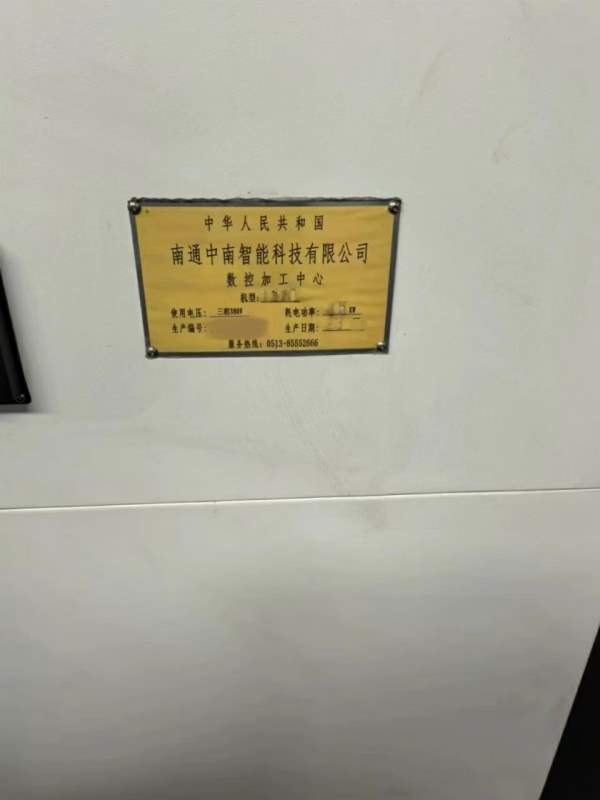 中华人民共和国
南通中南智能科技有限公司
数控加工中心
机型:
使用电压: 三相380V 耗电功率: KW
生产编号: 生产日期:
服务热线: 0513-85552666